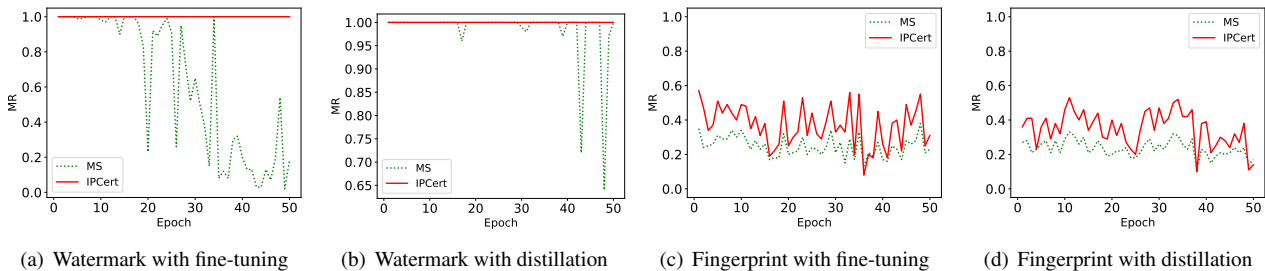 1.0
0.8
0.6
0.4
0.2
0.0
MR
MS
IPCert
0 10 20 30 40 50
Epoch
(a) Watermark with fine-tuning
1.00
0.95
0.90
0.85
0.80
0.75
0.70
0.65
MR
MS
IPCert
0 10 20 30 40 50
Epoch
(b) Watermark with distillation
1.0
0.8
0.6
0.4
0.2
0.0
MR
MS
IPCert
0 10 20 30 40 50
Epoch
(c) Fingerprint with fine-tuning
1.0
0.8
0.6
0.4
0.2
0.0
MR
MS
IPCert
0 10 20 30 40 50
Epoch
(d) Fingerprint with distillation